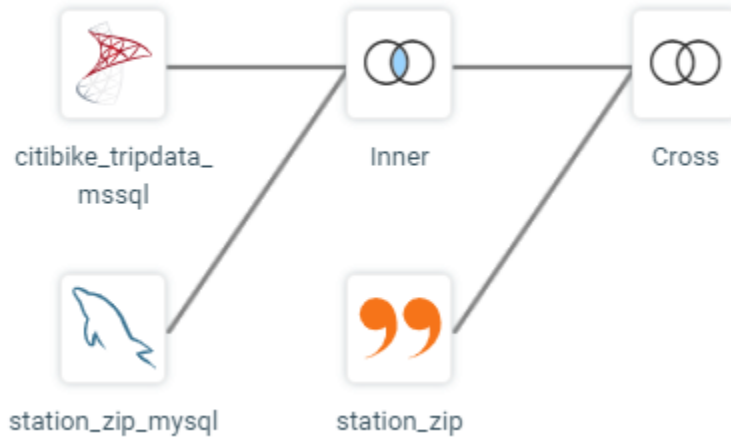 citibike_tripdata_
mssql
Inner
Cross
station_zip_mysql
station_zip